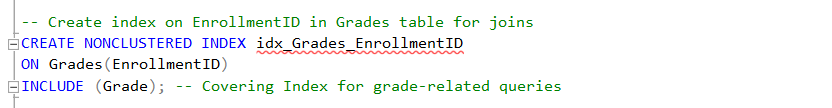 -- Create index on EnrollmentID in Grades table for joins
CREATE NONCLUSTERED INDEX idx_Grades_EnrollmentID
ON Grades(EnrollmentID)
INCLUDE (Grade); -- Covering Index for grade-related queries